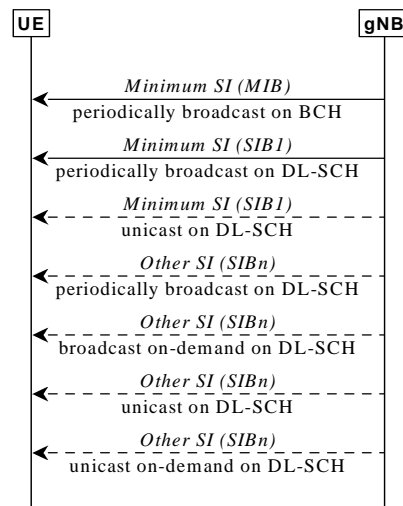 UE gNB
Minimum SI (MIB)
periodically broadcast on BCH
Minimum SI (SIB1)
periodically broadcast on DL-SCH
Minimum SI (SIB1)
unicast on DL-SCH
Other SI (SIBn)
periodically broadcast on DL-SCH
Other SI (SIBn)
broadcast on-demand on DL-SCH
Other SI (SIBn)
unicast on DL-SCH
Other SI (SIBn)
unicast on-demand on DL-SCH